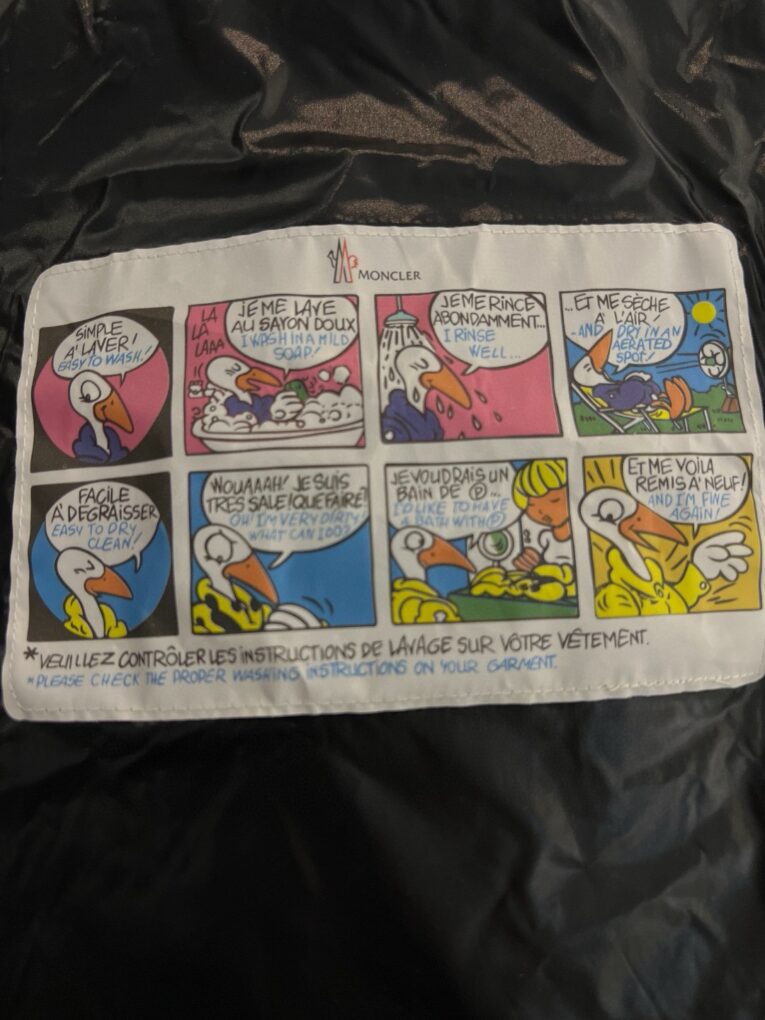 MONCLER
SIMPLE
A' LAVER!
EASY TO WASH!
LA
LA
LAAA
JE ME LAVE
AU SAVON DOUX
I WASH IN A MILD
SOAP!
JE ME RINCE
ABONDAMMENT...
I RINSE
WELL...
...ET ME SÈCHE
A' L'AIR!
-AND DRY IN AN
AERATED
SPOT!
FACILE
A' DÉGRAISSER
EASY TO DRY
CLEAN!
WOUAAAH! JE SUIS
TRES SALE! QUE FAIRE?
OH! I'M VERY DIRTY!
WHAT CAN I DO?
JE VOUDRAIS UN
BAIN DE Ⓟ...
I'D LIKE TO HAVE
A BATH WITH Ⓟ
ET ME VOILA
REMIS A' NEUF!
AND I'M FINE
AGAIN!
*VEUILLEZ CONTRÔLER LES INSTRUCTIONS DE LAVAGE SUR VÔTRE VÊTEMENT.
*PLEASE CHECK THE PROPER WASHING INSTRUCTIONS ON YOUR GARMENT.